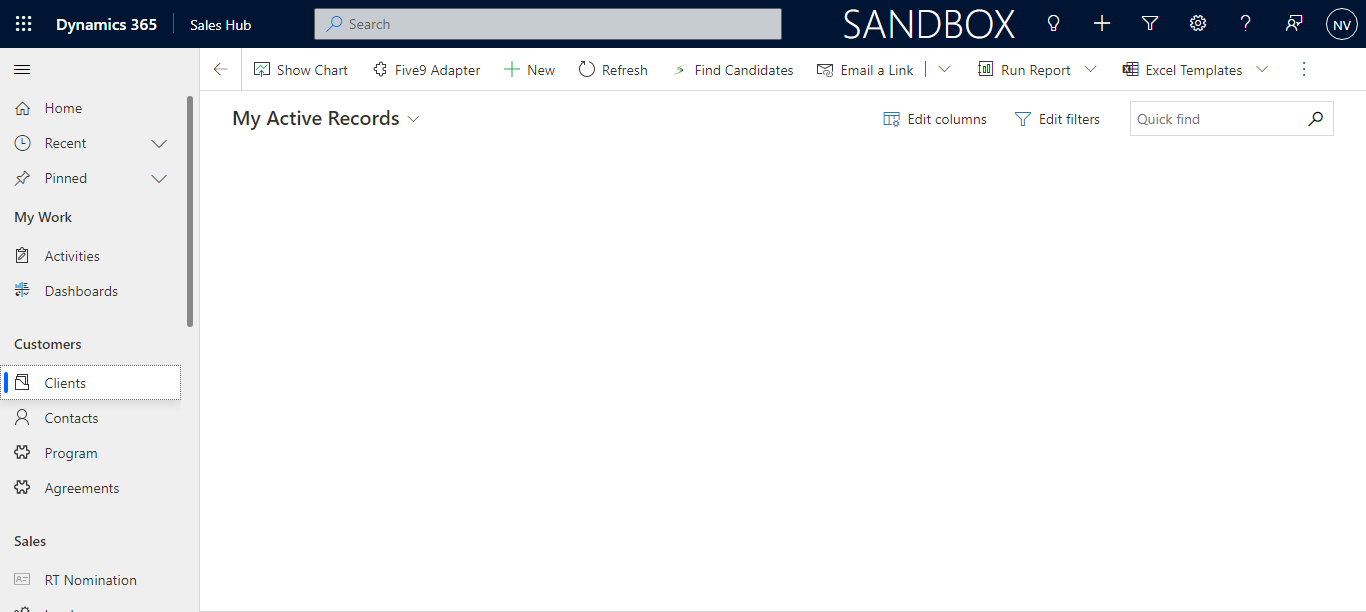 Dynamics 365 Sales Hub Search SANDBOX NV
Show Chart Five9 Adapter New Refresh Find Candidates Email a Link Run Report Excel Templates
My Active Records Edit columns Edit filters Quick find
Home
Recent
Pinned
My Work
Activities
Dashboards
Customers
Clients
Contacts
Program
Agreements
Sales
RT Nomination